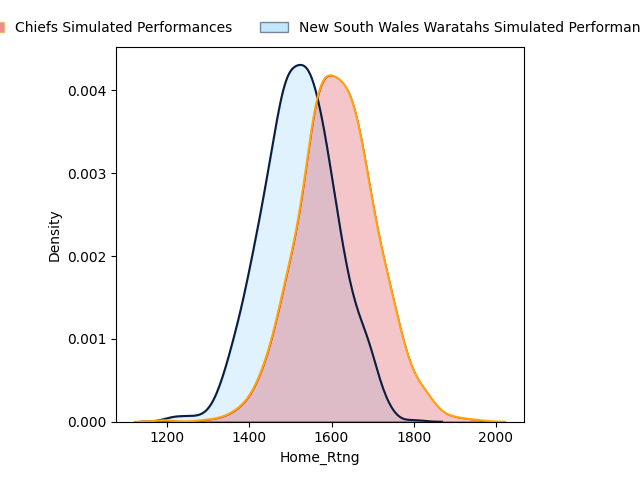 Chiefs Simulated Performances
New South Wales Waratahs Simulated Performan
0.004
0.003
0.002
0.001
0.000
Density
1200 1400 1600 1800 2000
Home_Rtng